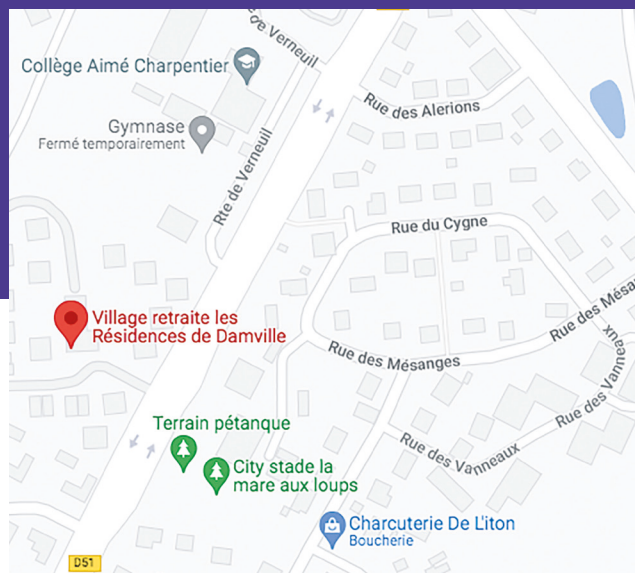 de Verneuil
Collège Aimé Charpentier
Rue des Alerions
Gymnase
Fermé temporairement
Rte de Verneuil
Rue du Cygne
Village retraite les
Résidences de Damville
Rue des Mésa
Rue des Mésanges
aux
Rue des Vanneaux
Terrain pétanque
Rue des Vanneaux
City stade la
mare aux loups
Charcuterie De L'iton
Boucherie
D51